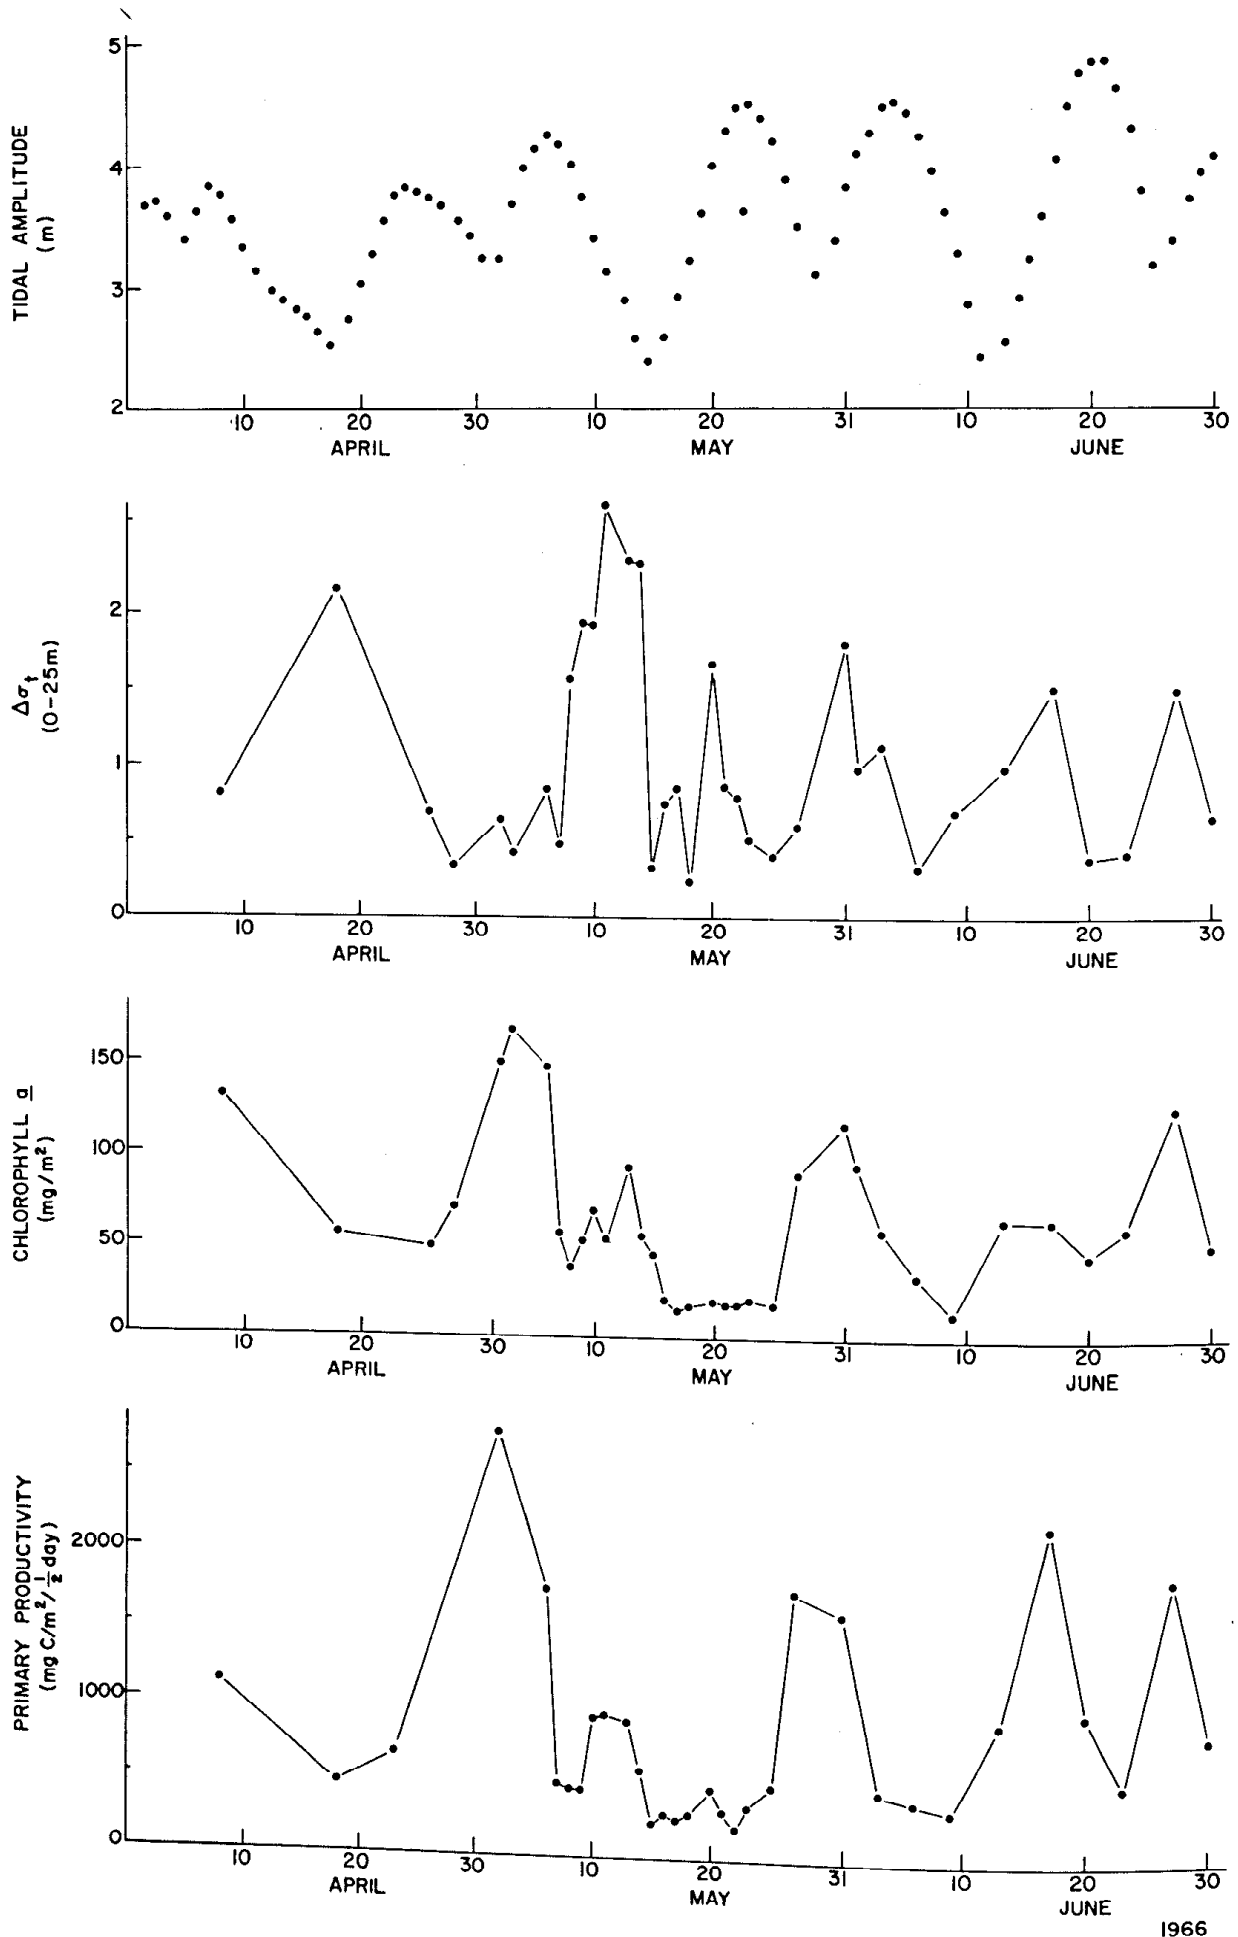 TIDAL AMPLITUDE
(m)
5
4
3
2
10 20 30 10 20 31 10 20 30
APRIL MAY JUNE
Δσt
(0-25m)
2
1
0
10 20 30 10 20 31 10 20 30
APRIL MAY JUNE
CHLOROPHYLL a
(mg/m²)
150
100
50
0
10 20 30 10 20 31 10 20 30
APRIL MAY JUNE
PRIMARY PRODUCTIVITY
(mg C/m²/½ day)
2000
1000
0
10 20 30 10 20 31 10 20 30
APRIL MAY JUNE
1966